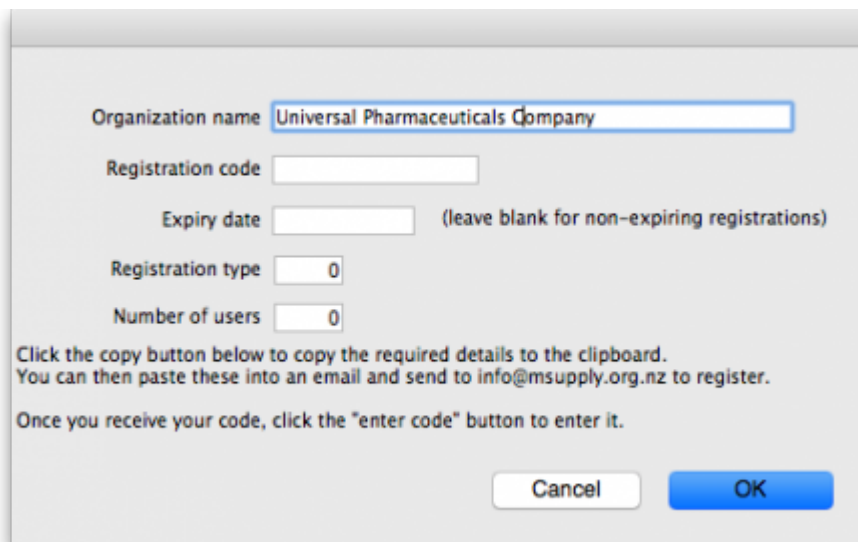 Organization name Universal Pharmaceuticals Company
Registration code
Expiry date (leave blank for non-expiring registrations)
Registration type 0
Number of users 0
Click the copy button below to copy the required details to the clipboard.
You can then paste these into an email and send to info@msupply.org.nz to register.
Once you receive your code, click the "enter code" button to enter it.
Cancel OK